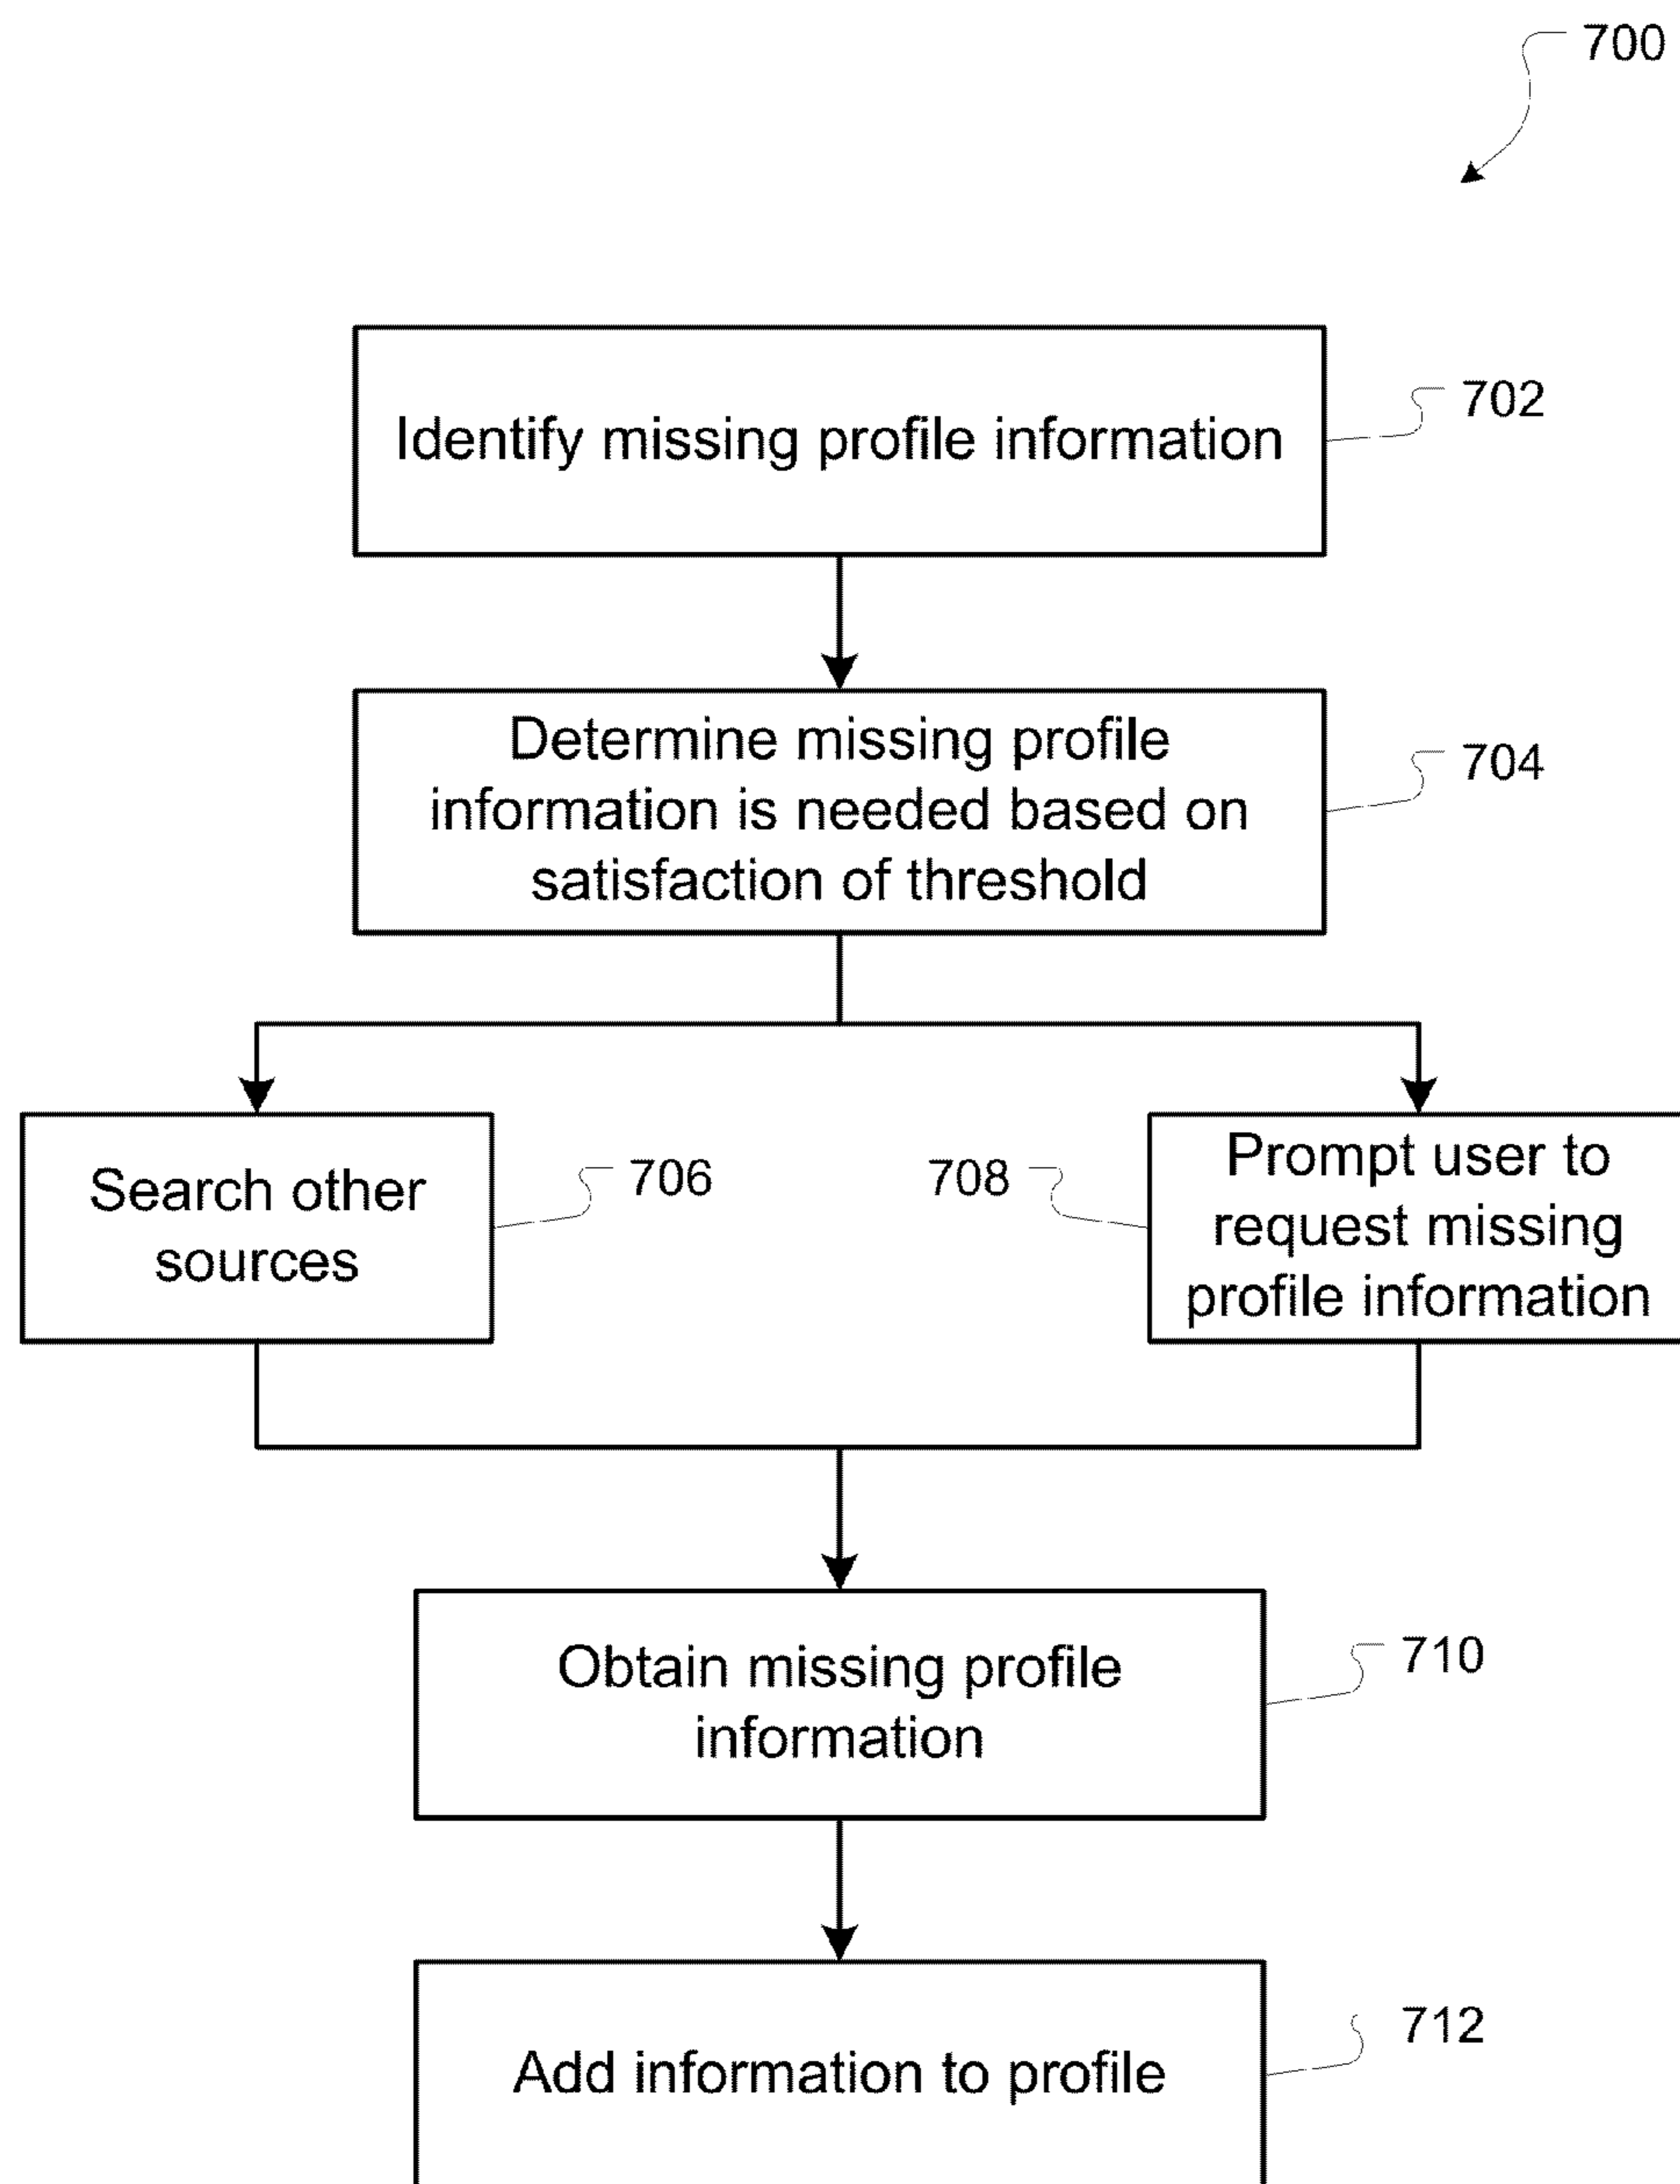 700
Identify missing profile information
702
Determine missing profile
information is needed based on
satisfaction of threshold
704
Search other
sources
706
708
Prompt user to
request missing
profile information
Obtain missing profile
information
710
Add information to profile
712